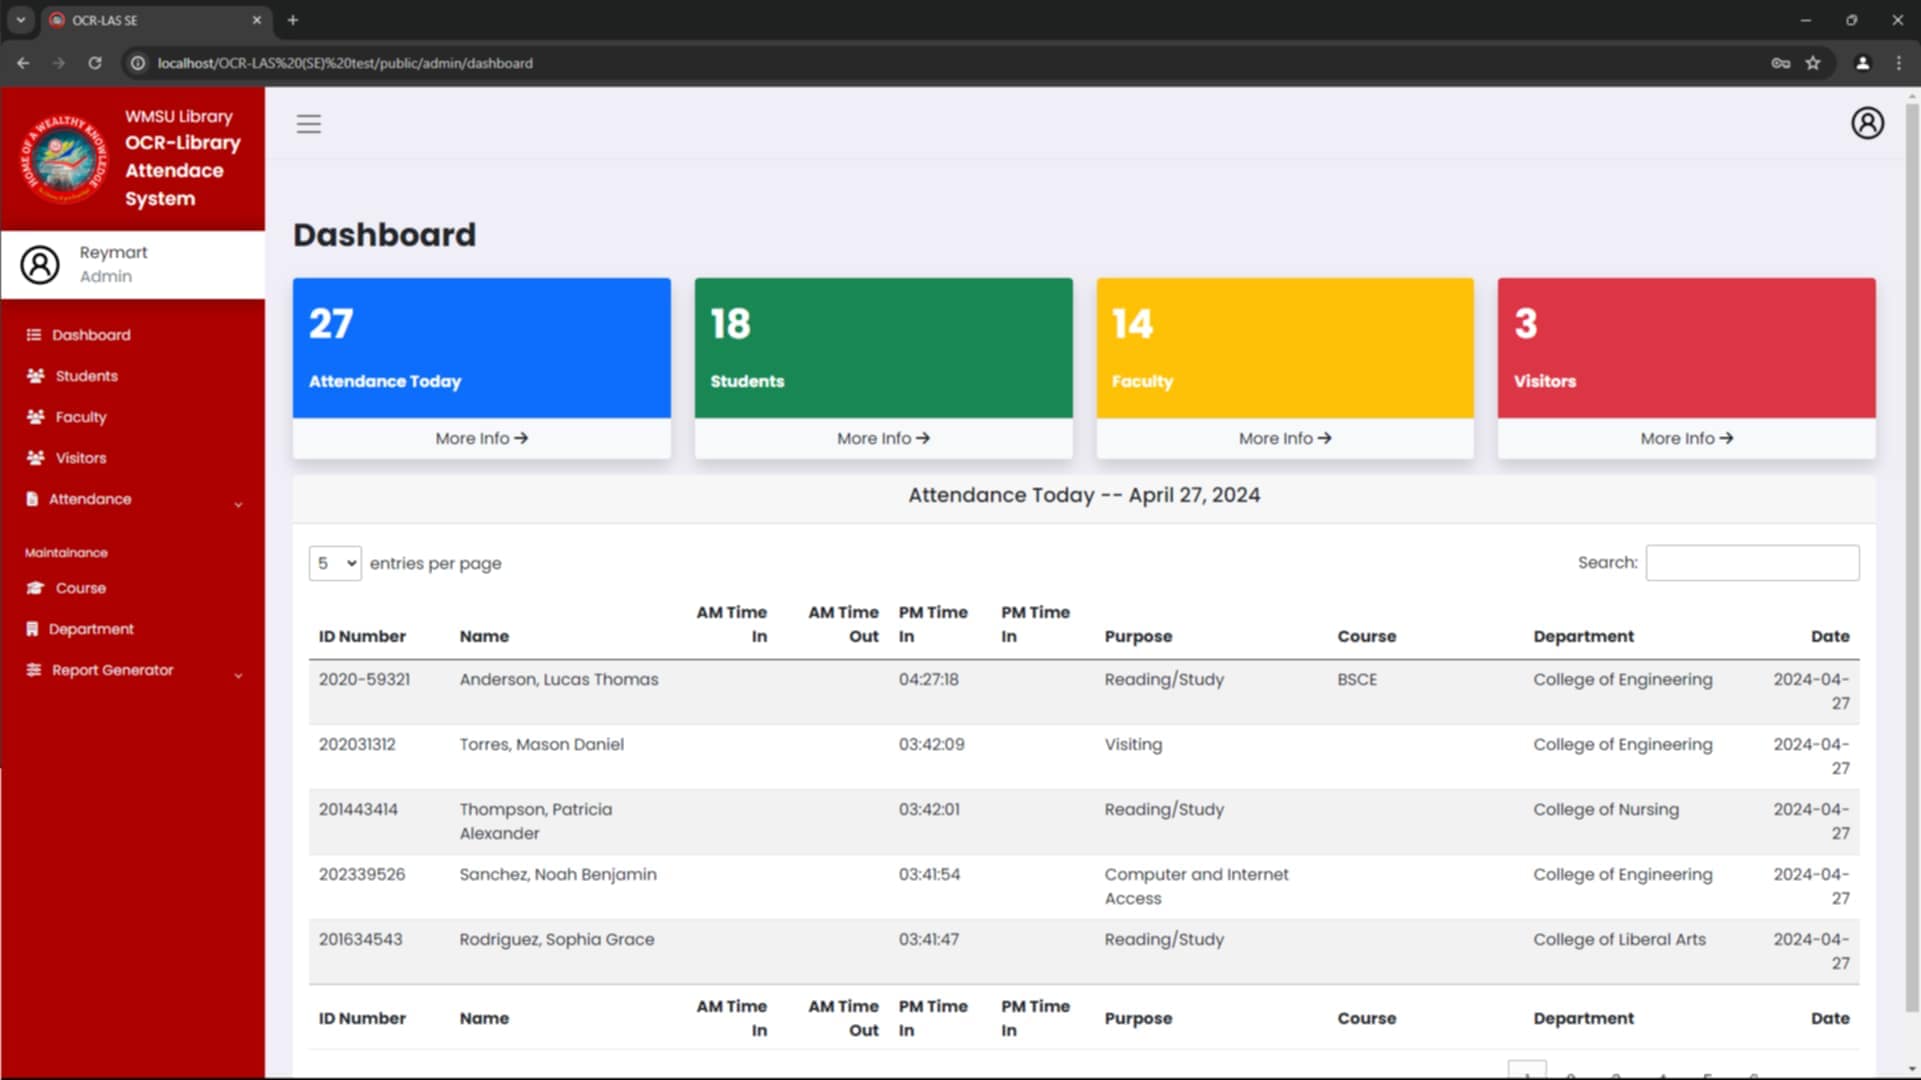 OCR-LAS SE
localhost/OCR-LAS%20(SE)%20test/public/admin/dashboard
HOME OF A WEALTHY KNOWLEDGE
WMSU Library
OCR-Library
Attendace
System
Reymart
Admin
Dashboard
Students
Faculty
Visitors
Attendance
Maintainance
Course
Department
Report Generator
Dashboard
27
Attendance Today
More Info
18
Students
More Info
14
Faculty
More Info
3
Visitors
More Info
Attendance Today -- April 27, 2024
5 entries per page
Search:
ID Number Name AM Time In AM Time Out PM Time In PM Time In Purpose Course Department Date
2020-59321 Anderson, Lucas Thomas 04:27:18 Reading/Study BSCE College of Engineering 2024-04-27
202031312 Torres, Mason Daniel 03:42:09 Visiting College of Engineering 2024-04-27
201443414 Thompson, Patricia Alexander 03:42:01 Reading/Study College of Nursing 2024-04-27
202339526 Sanchez, Noah Benjamin 03:41:54 Computer and Internet Access College of Engineering 2024-04-27
201634543 Rodriguez, Sophia Grace 03:41:47 Reading/Study College of Liberal Arts 2024-04-27
ID Number Name AM Time In AM Time Out PM Time In PM Time In Purpose Course Department Date